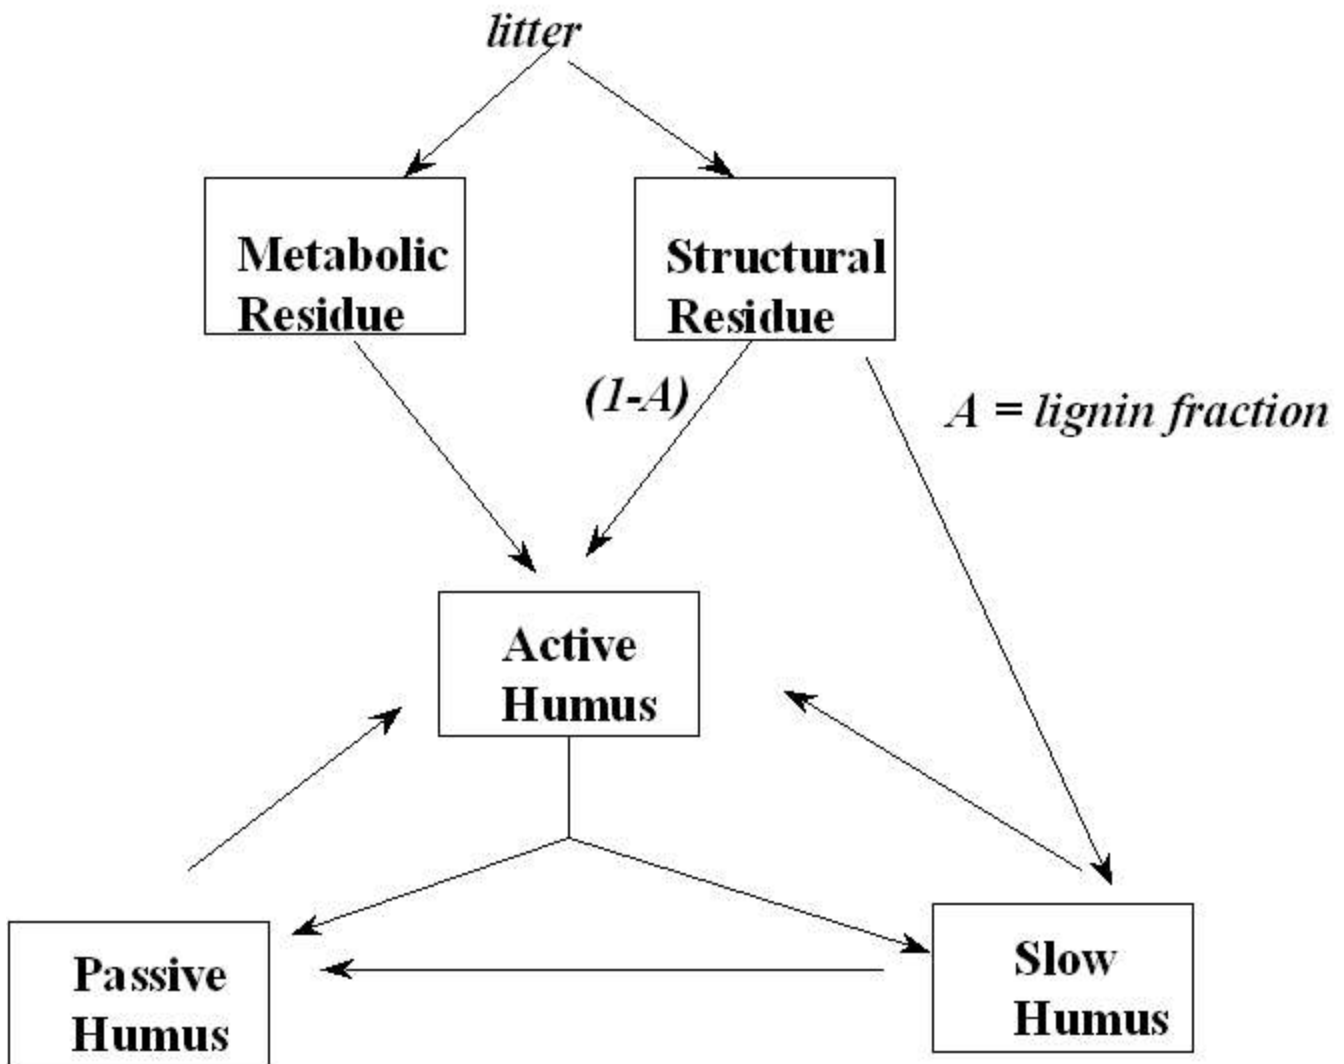 litter
Metabolic
Residue
Structural
Residue
(1-A)
A = lignin fraction
Active
Humus
Passive
Humus
Slow
Humus